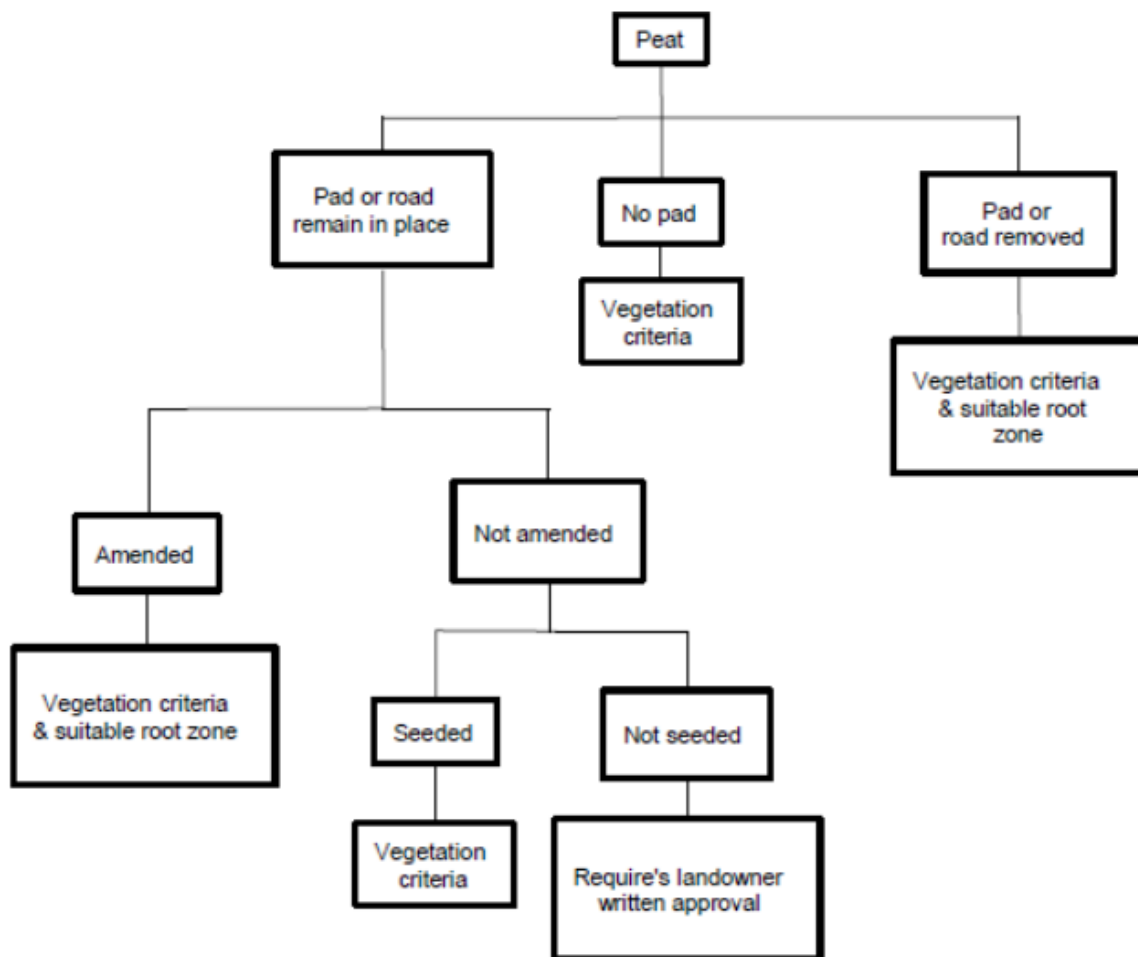 Peat
Pad or road
remain in place
No pad
Pad or
road removed
Vegetation
criteria
Vegetation criteria
& suitable root
zone
Amended
Not amended
Vegetation criteria
& suitable root zone
Seeded
Not seeded
Vegetation
criteria
Require's landowner
written approval